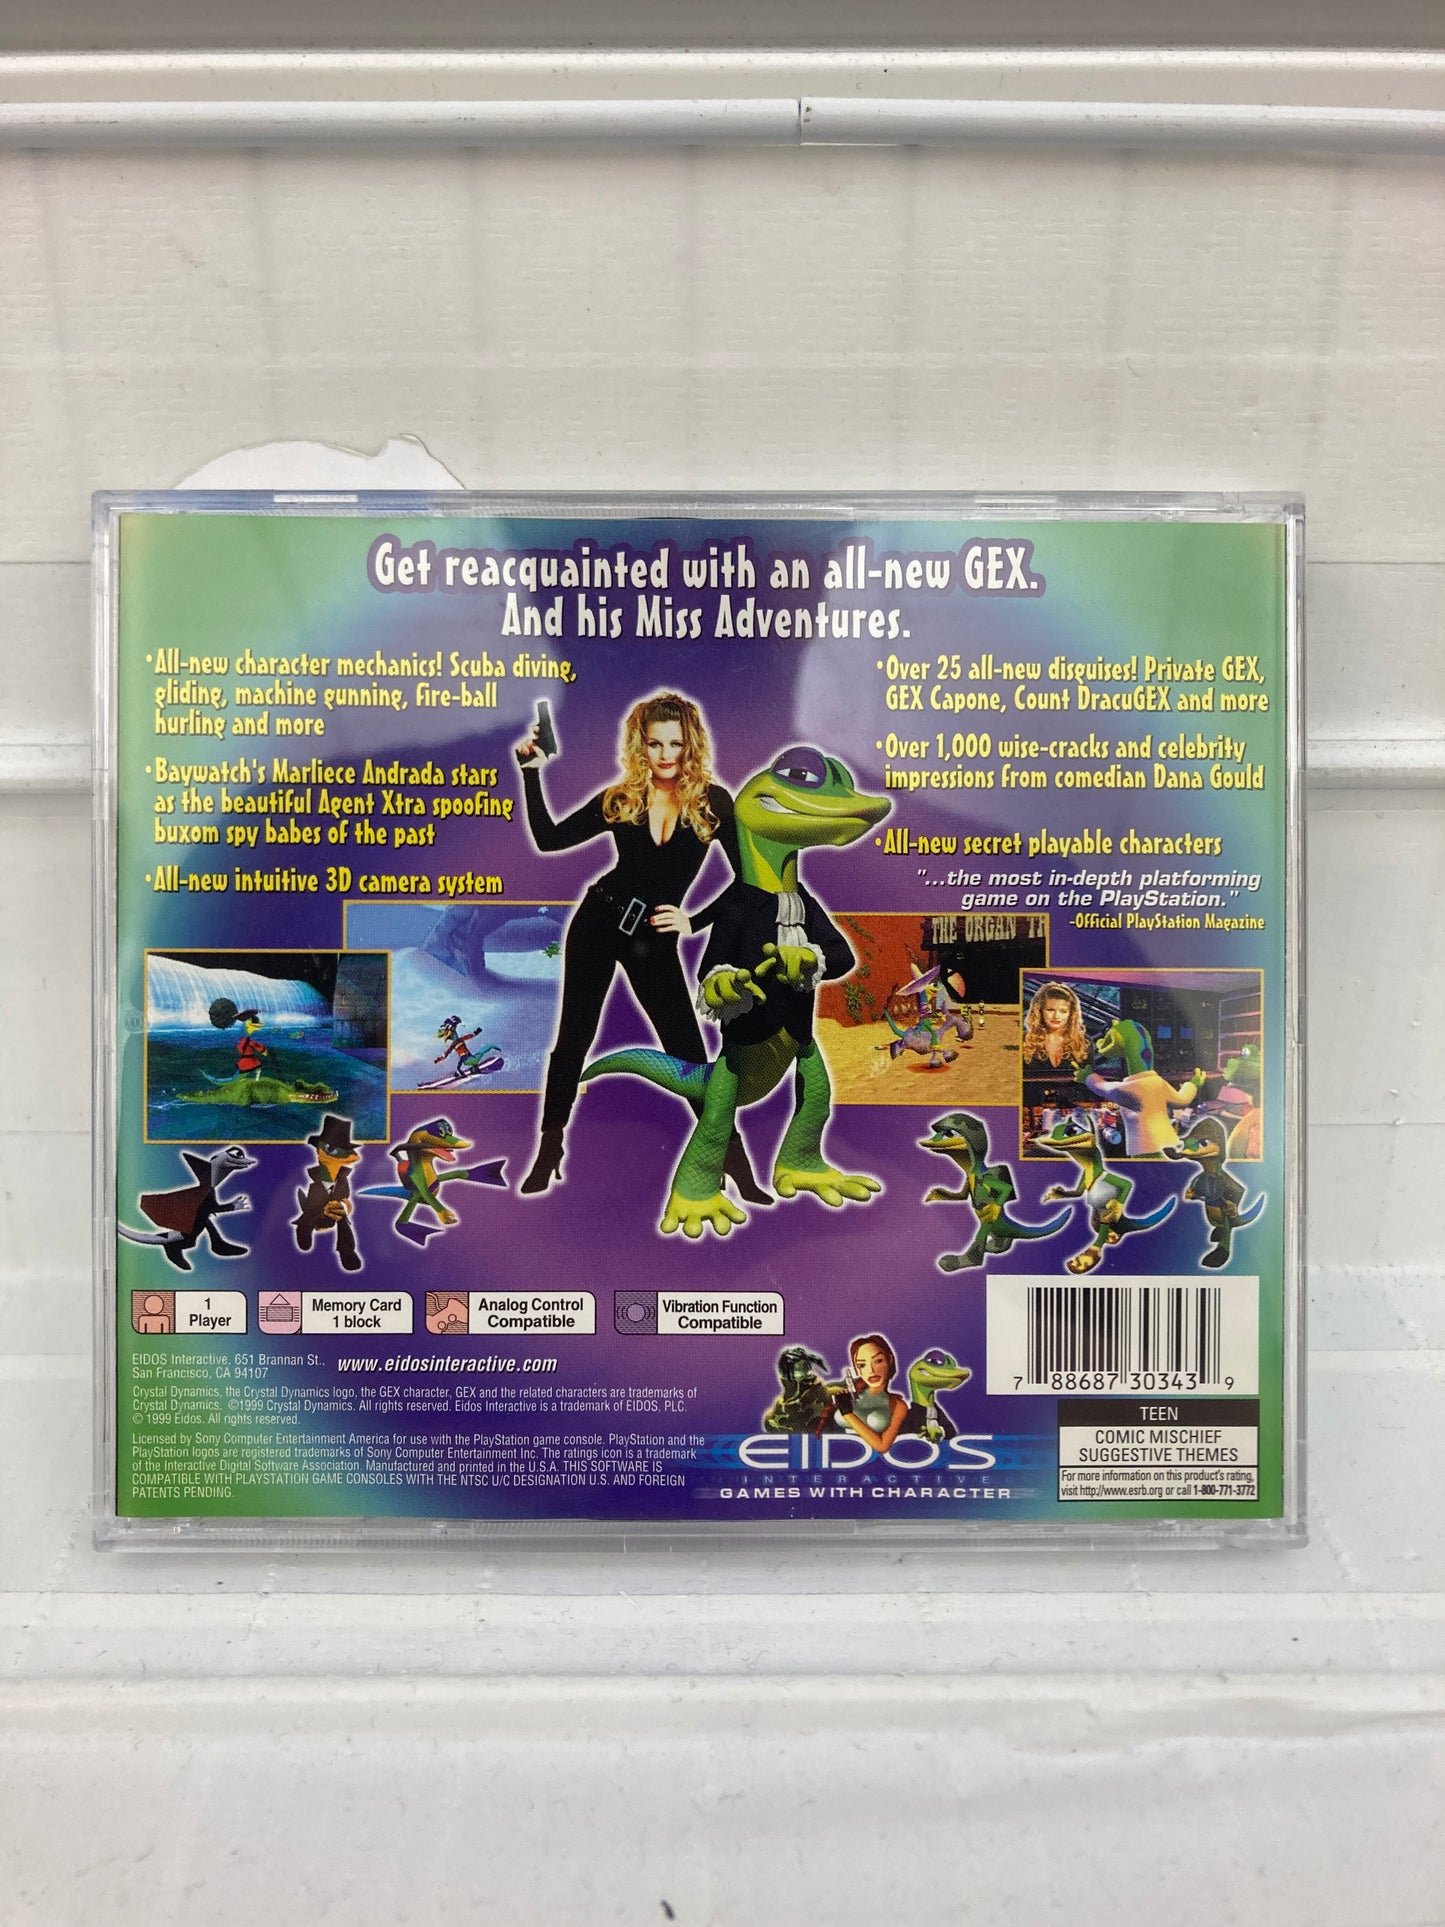 Get reacquainted with an all-new GEX.
And his Miss Adventures.
•All-new character mechanics! Scuba diving,
gliding, machine gunning, fire-ball
hurling and more
•Baywatch's Marliece Andrada stars
as the beautiful Agent Xtra spoofing
buxom spy babes of the past
•All-new intuitive 3D camera system
•Over 25 all-new disguises! Private GEX,
GEX Capone, Count DracuGEX and more
•Over 1,000 wise-cracks and celebrity
impressions from comedian Dana Gould
•All-new secret playable characters
"...the most in-depth platforming
game on the PlayStation."
-Official PlayStation Magazine
THE ORGAN
1
Player
Memory Card
1 block
Analog Control
Compatible
Vibration Function
Compatible
EIDOS Interactive, 651 Brannan St.,
San Francisco, CA 94107
www.eidosinteractive.com
Crystal Dynamics, the Crystal Dynamics logo, the GEX character, GEX and the related characters are trademarks of
Crystal Dynamics. ©1999 Crystal Dynamics. All rights reserved. Eidos Interactive is a trademark of EIDOS, PLC.
© 1999 Eidos. All rights reserved.
Licensed by Sony Computer Entertainment America for use with the PlayStation game console. PlayStation and the
PlayStation logos are registered trademarks of Sony Computer Entertainment Inc. The ratings icon is a trademark
of the Interactive Digital Software Association. Manufactured and printed in the U.S.A. THIS SOFTWARE IS
COMPATIBLE WITH PLAYSTATION GAME CONSOLES WITH THE NTSC U/C DESIGNATION U.S. AND FOREIGN
PATENTS PENDING.
EIDOS
INTERACTIVE
GAMES WITH CHARACTER
7 88687 30343 9
TEEN
COMIC MISCHIEF
SUGGESTIVE THEMES
For more information on this product's rating,
visit http://www.esrb.org or call 1-800-771-3772